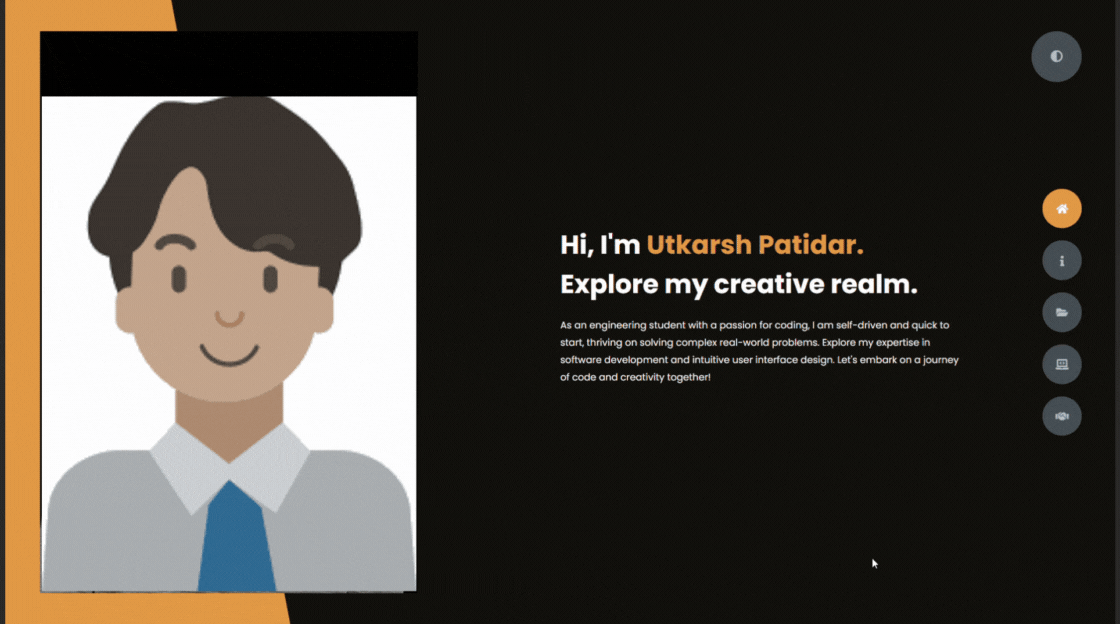 Hi, I'm Utkarsh Patidar.
Explore my creative realm.
As an engineering student with a passion for coding, I am self-driven and quick to
start, thriving on solving complex real-world problems. Explore my expertise in
software development and intuitive user interface design. Let's embark on a journey
of code and creativity together!